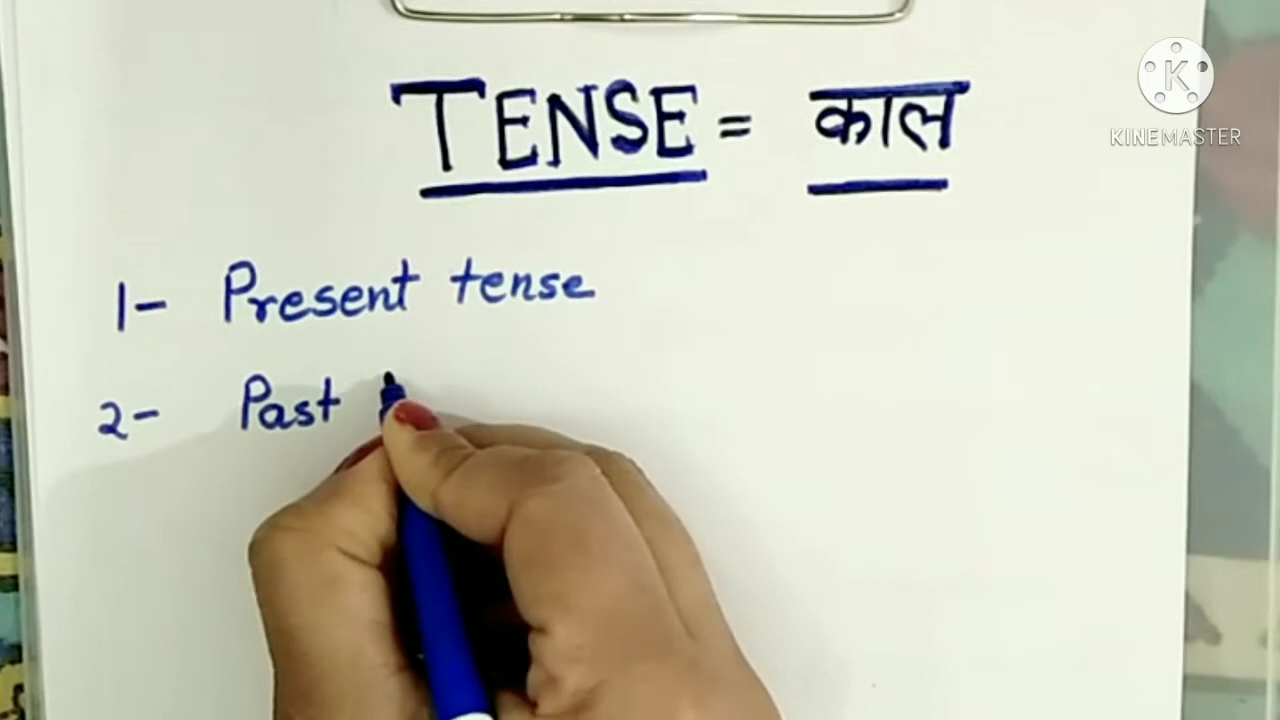 TENSE = काल
KINEMASTER
1- Present tense
2- Past